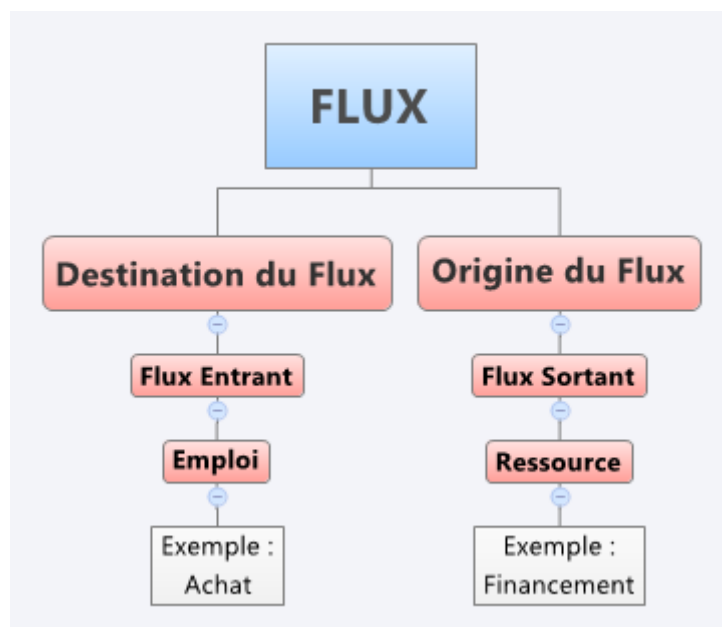 FLUX
Destination du Flux
Origine du Flux
Flux Entrant
Flux Sortant
Emploi
Ressource
Exemple :
Achat
Exemple :
Financement